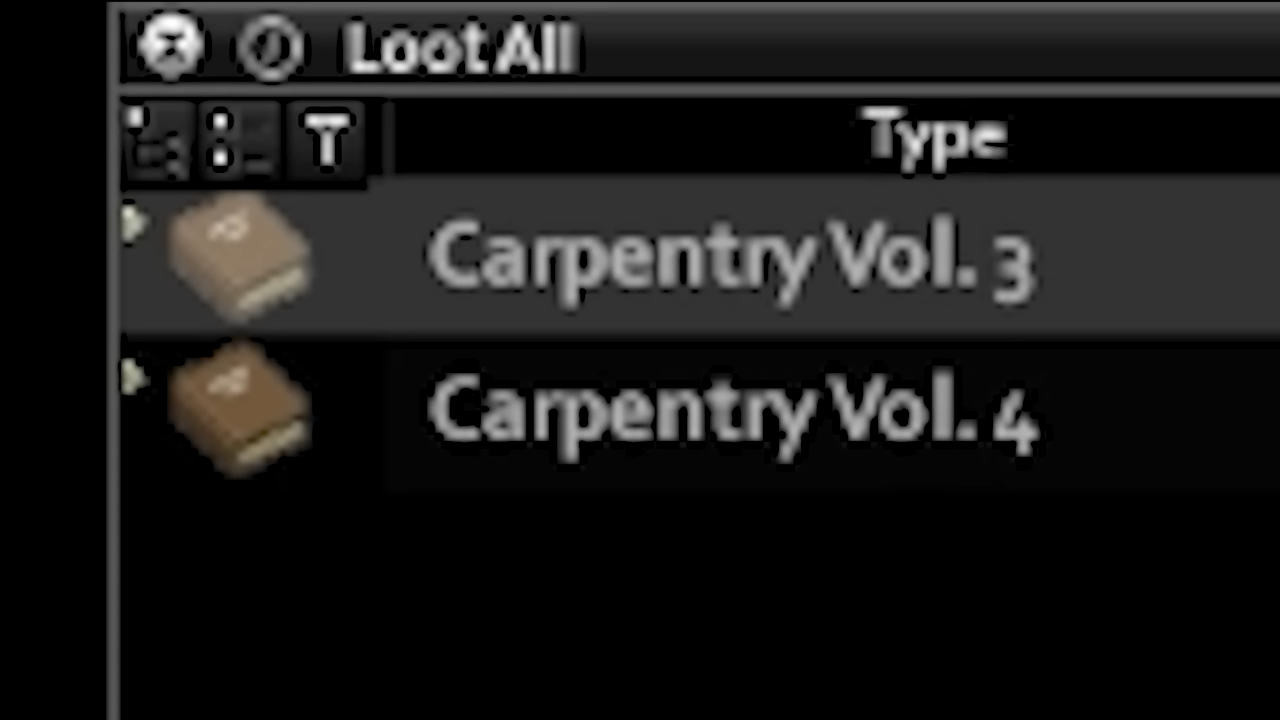 Loot All
T
Type
Carpentry Vol. 3
Carpentry Vol. 4